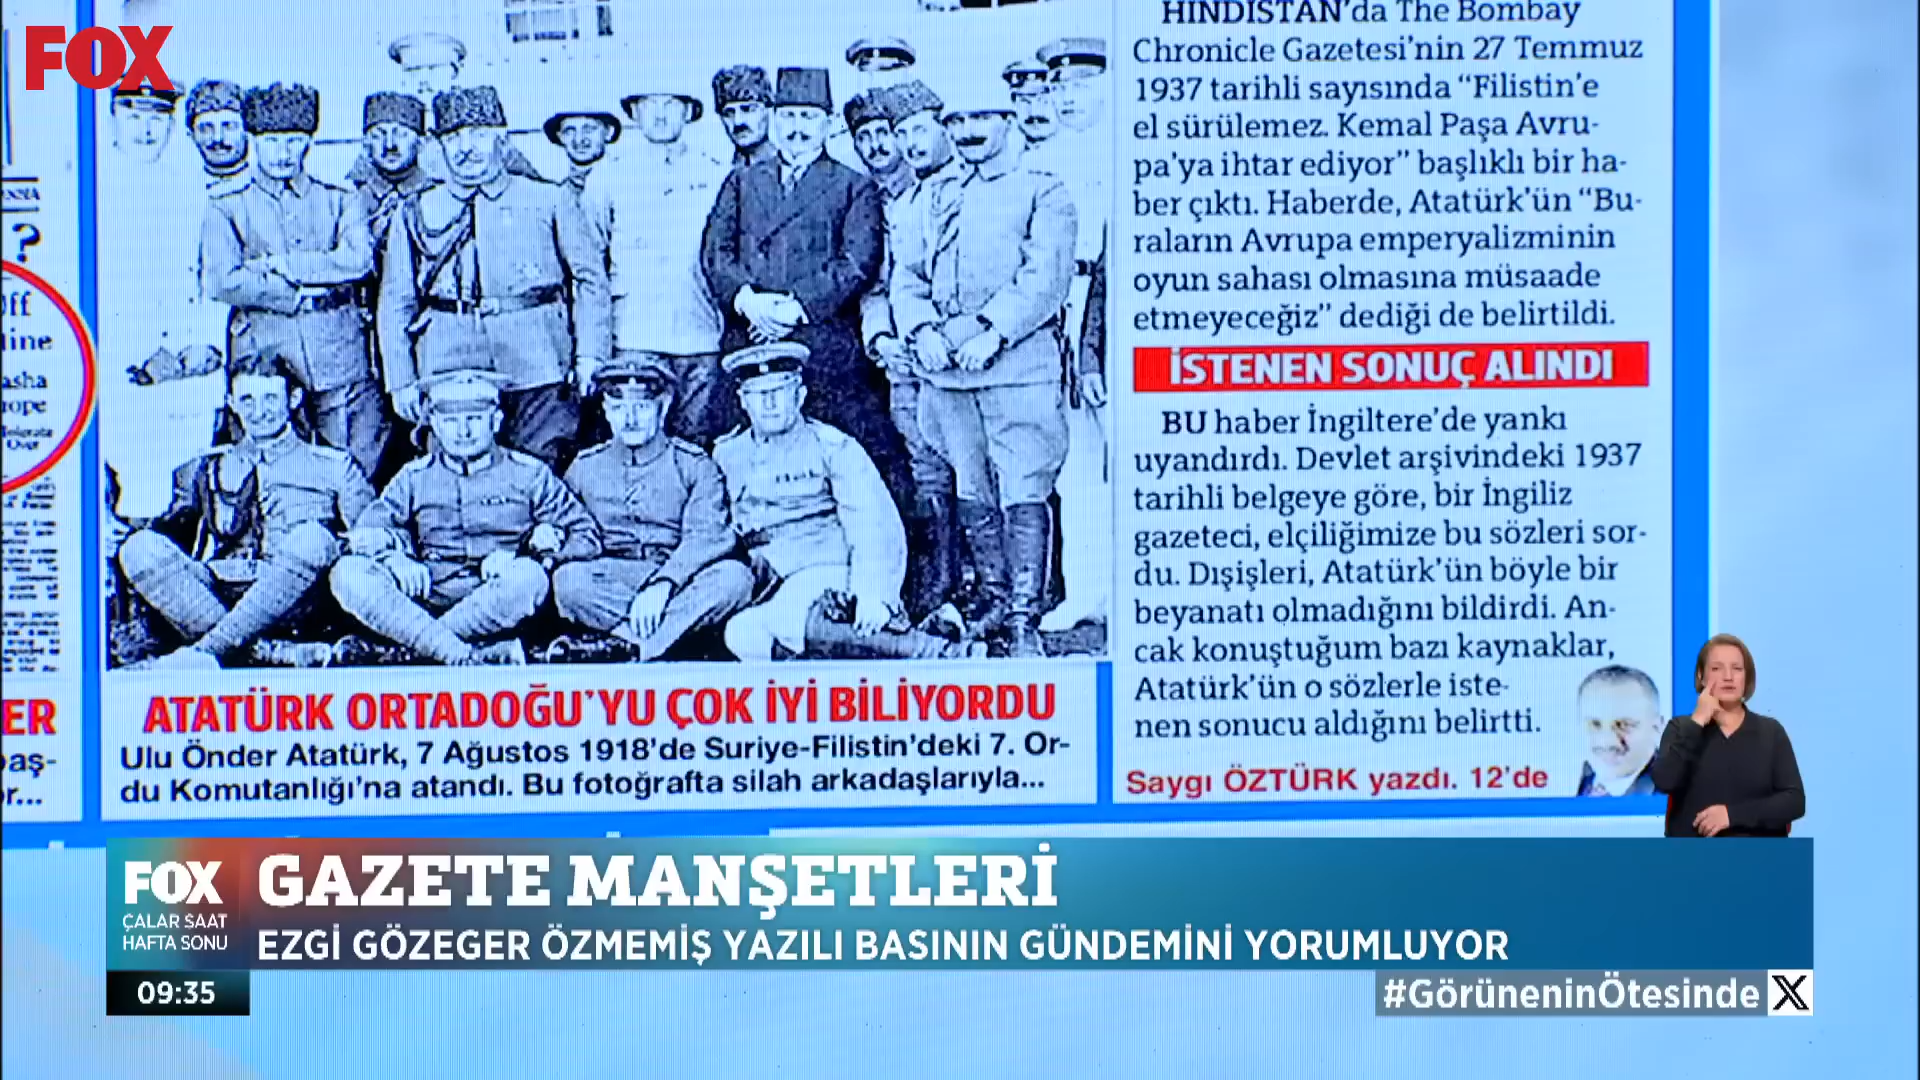 FOX
HİNDİSTAN'da The Bombay
Chronicle Gazetesi'nin 27 Temmuz
1937 tarihli sayısında “Filistin'e
el sürülemez. Kemal Paşa Avru-
pa'ya ihtar ediyor” başlıklı bir ha-
ber çıktı. Haberde, Atatürk'ün “Bu-
raların Avrupa emperyalizminin
oyun sahası olmasına müsaade
etmeyeceğiz” dediği de belirtildi.
İSTENEN SONUÇ ALINDI
BU haber İngiltere'de yankı
uyandırdı. Devlet arşivindeki 1937
tarihli belgeye göre, bir İngiliz
gazeteci, elçiliğimize bu sözleri sor-
du. Dışişleri, Atatürk'ün böyle bir
beyanatı olmadığını bildirdi. An-
cak konuştuğum bazı kaynaklar,
Atatürk'ün o sözlerle iste-
nen sonucu aldığını belirtti.
Saygı ÖZTÜRK yazdı. 12'de
ATATÜRK ORTADOĞU'YU ÇOK İYİ BİLİYORDU
Ulu Önder Atatürk, 7 Ağustos 1918'de Suriye-Filistin'deki 7. Or-
du Komutanlığı'na atandı. Bu fotoğrafta silah arkadaşlarıyla...
?
ER
FOX
ÇALAR SAAT
HAFTA SONU
GAZETE MANŞETLERİ
EZGİ GÖZEGER ÖZMEMİŞ YAZILI BASININ GÜNDEMİNİ YORUMLUYOR
09:35
#GörüneninÖtesinde X